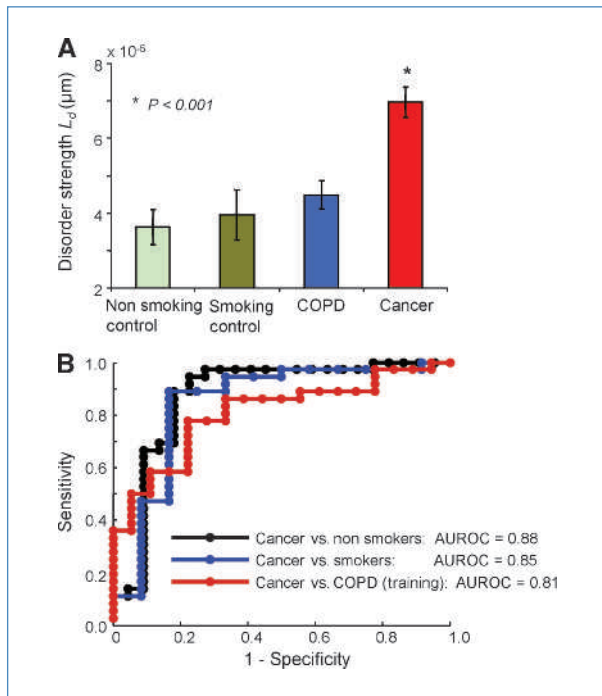 A
x 10⁻⁵
8
6
4
2
Disorder strength L_d (μm)
* P < 0.001
*
Non smoking control
Smoking control
COPD
Cancer
B
1.0
0.8
0.6
0.4
0.2
0.0
Sensitivity
Cancer vs. non smokers: AUROC = 0.88
Cancer vs. smokers: AUROC = 0.85
Cancer vs. COPD (training): AUROC = 0.81
0 0.2 0.4 0.6 0.8 1.0
1 - Specificity